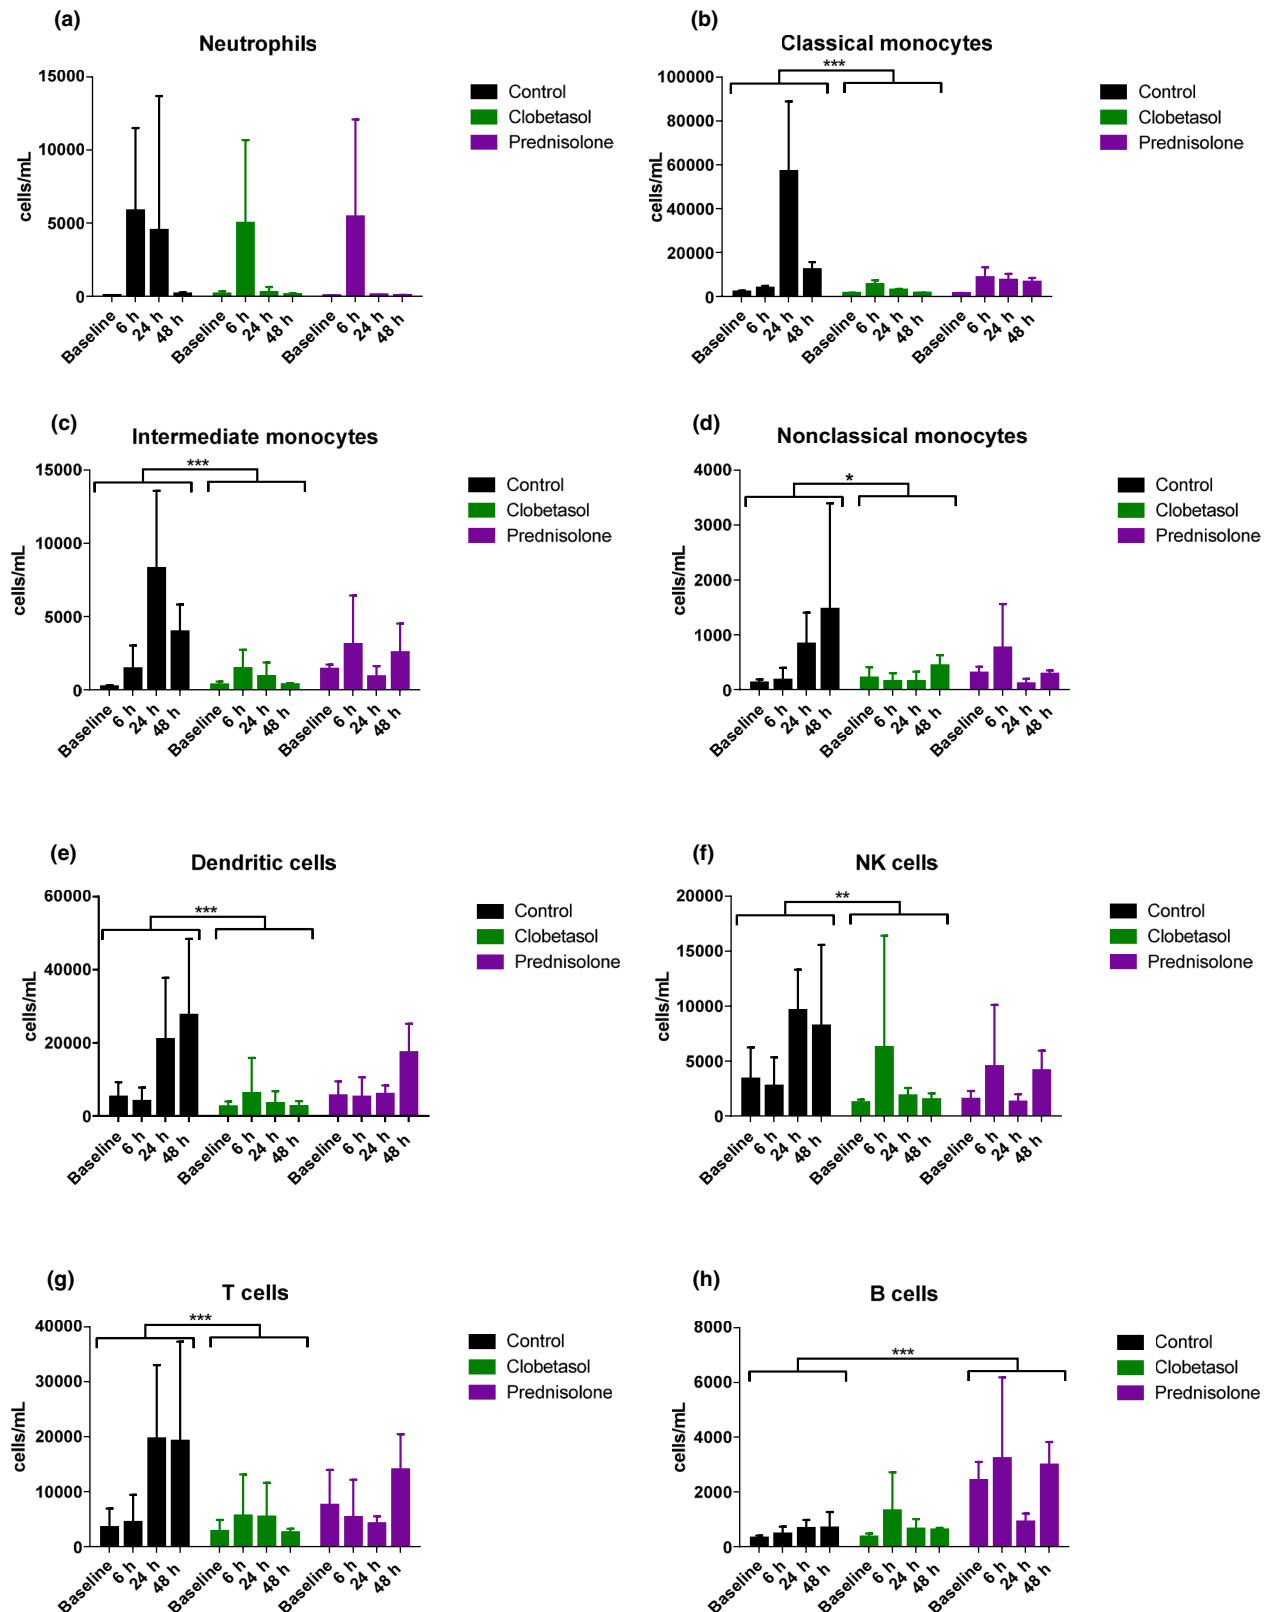 (a)
Neutrophils
15000
10000
5000
0
cells/mL
Baseline 6 h 24 h 48 h Baseline 6 h 24 h 48 h Baseline 6 h 24 h 48 h
Control
Clobetasol
Prednisolone
(b)
Classical monocytes
***
100000
80000
60000
40000
20000
0
cells/mL
Baseline 6 h 24 h 48 h Baseline 6 h 24 h 48 h Baseline 6 h 24 h 48 h
Control
Clobetasol
Prednisolone
(c)
Intermediate monocytes
***
15000
10000
5000
0
cells/mL
Baseline 6 h 24 h 48 h Baseline 6 h 24 h 48 h Baseline 6 h 24 h 48 h
Control
Clobetasol
Prednisolone
(d)
Nonclassical monocytes
*
4000
3000
2000
1000
0
cells/mL
Baseline 6 h 24 h 48 h Baseline 6 h 24 h 48 h Baseline 6 h 24 h 48 h
Control
Clobetasol
Prednisolone
(e)
Dendritic cells
***
60000
40000
20000
0
cells/mL
Baseline 6 h 24 h 48 h Baseline 6 h 24 h 48 h Baseline 6 h 24 h 48 h
Control
Clobetasol
Prednisolone
(f)
NK cells
**
20000
15000
10000
5000
0
cells/mL
Baseline 6 h 24 h 48 h Baseline 6 h 24 h 48 h Baseline 6 h 24 h 48 h
Control
Clobetasol
Prednisolone
(g)
T cells
***
40000
30000
20000
10000
0
cells/mL
Baseline 6 h 24 h 48 h Baseline 6 h 24 h 48 h Baseline 6 h 24 h 48 h
Control
Clobetasol
Prednisolone
(h)
B cells
***
8000
6000
4000
2000
0
cells/mL
Baseline 6 h 24 h 48 h Baseline 6 h 24 h 48 h Baseline 6 h 24 h 48 h
Control
Clobetasol
Prednisolone